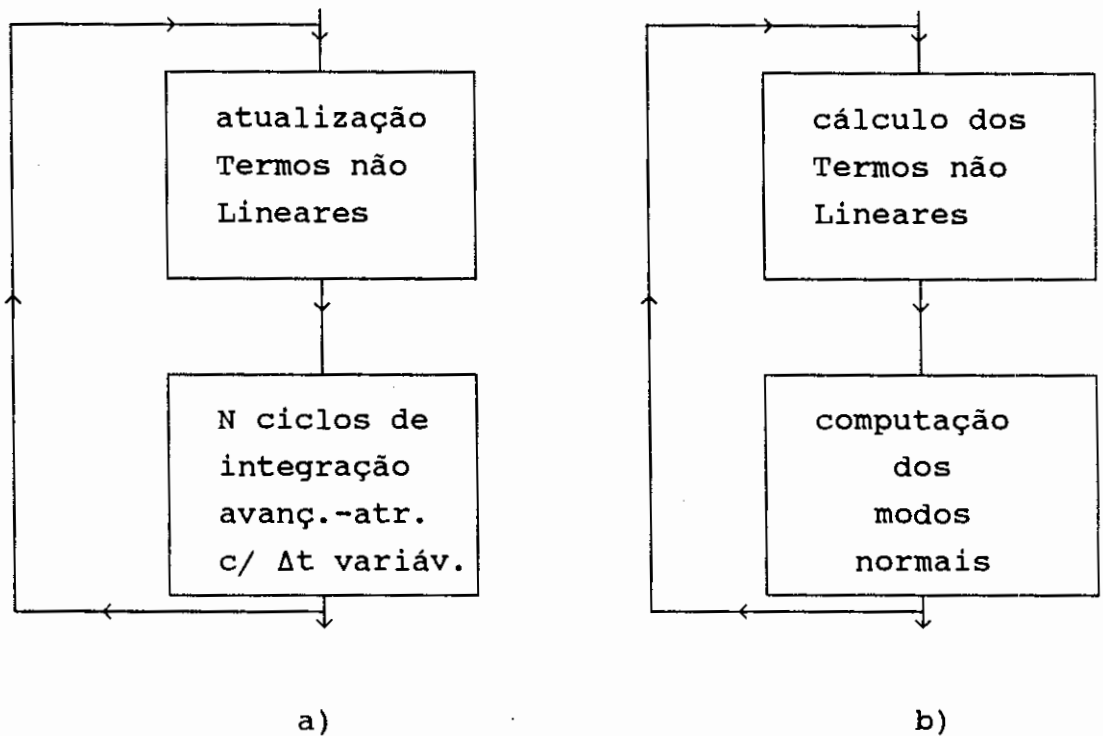 atualização
Termos não
Lineares
N ciclos de
integração
avanç.-atr.
c/ Δt variáv.
a)
cálculo dos
Termos não
Lineares
computação
dos
modos
normais
b)